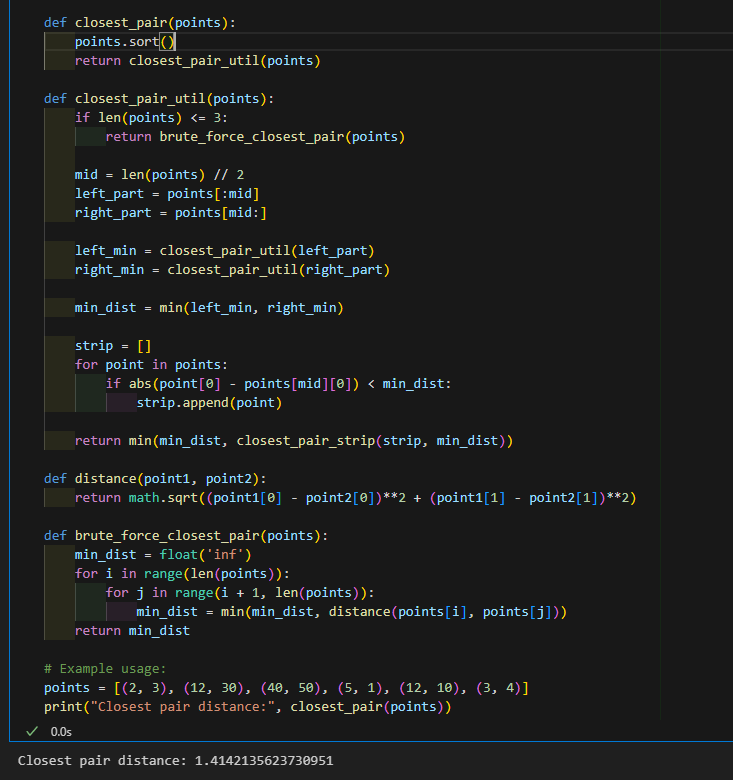 def closest_pair(points):
    points.sort()
    return closest_pair_util(points)

def closest_pair_util(points):
    if len(points) <= 3:
        return brute_force_closest_pair(points)

    mid = len(points) // 2
    left_part = points[:mid]
    right_part = points[mid:]

    left_min = closest_pair_util(left_part)
    right_min = closest_pair_util(right_part)

    min_dist = min(left_min, right_min)

    strip = []
    for point in points:
        if abs(point[0] - points[mid][0]) < min_dist:
            strip.append(point)

    return min(min_dist, closest_pair_strip(strip, min_dist))

def distance(point1, point2):
    return math.sqrt((point1[0] - point2[0])**2 + (point1[1] - point2[1])**2)

def brute_force_closest_pair(points):
    min_dist = float('inf')
    for i in range(len(points)):
        for j in range(i + 1, len(points)):
            min_dist = min(min_dist, distance(points[i], points[j]))
    return min_dist

# Example usage:
points = [(2, 3), (12, 30), (40, 50), (5, 1), (12, 10), (3, 4)]
print("Closest pair distance:", closest_pair(points))
0.0s
Closest pair distance: 1.4142135623730951